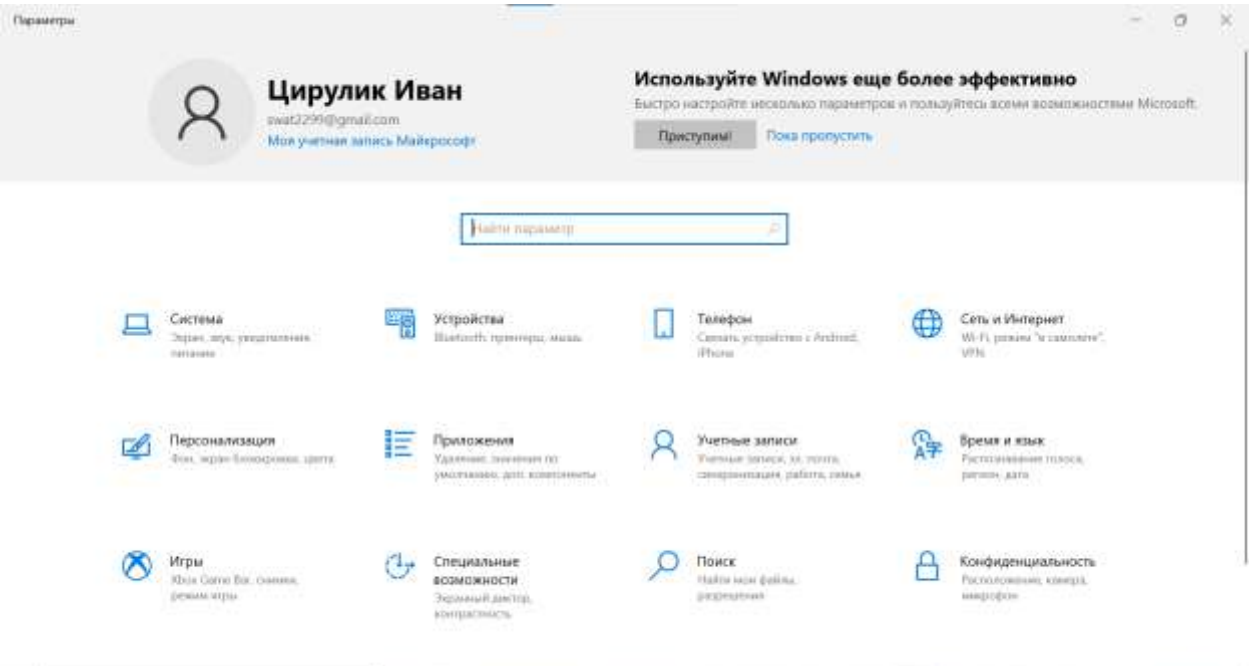 Параметры
Цирулик Иван
swat2299@gmail.com
Моя учетная запись Майкрософт
Используйте Windows еще более эффективно
Быстро настройте несколько параметров и пользуйтесь всеми возможностями Microsoft.
Приступим!
Пока пропустить
Найти параметр
Система
Экран, звук, уведомления,
питание
Устройства
Bluetooth, принтеры, мышь
Телефон
Связать устройство с Android,
iPhone
Сеть и Интернет
Wi-Fi, режим "в самолете",
VPN
Персонализация
Фон, экран блокировки, цвета
Приложения
Удаление, значения по
умолчанию, доп. компоненты
Учетные записи
Учетные записи, эл. почта,
синхронизация, работа, семья
Время и язык
Распознавание голоса,
регион, дата
Игры
Xbox Game Bar, снимки,
режим игры
Специальные
возможности
Экранный диктор,
контрастность
Поиск
Найти мои файлы,
разрешения
Конфиденциальность
Расположение, камера,
микрофон